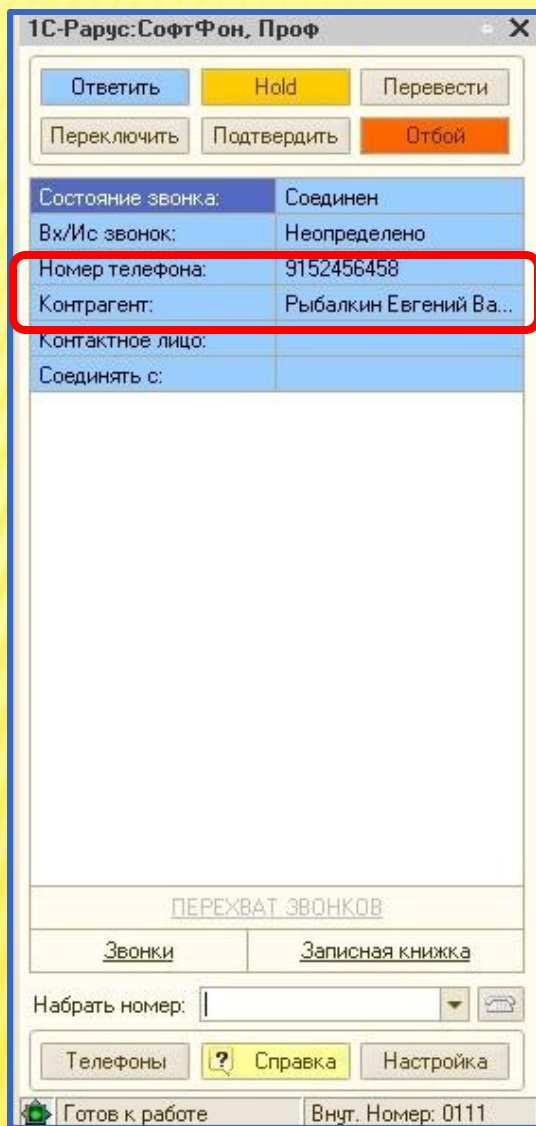 1С-Рарус:СофтФон, Проф
Ответить Hold Перевести
Переключить Подтвердить Отбой
Состояние звонка: Соединен
Вх/Ис звонок: Неопределено
Номер телефона: 9152456458
Контрагент: Рыбалкин Евгений Ва...
Контактное лицо:
Соединять с:
ПЕРЕХВАТ ЗВОНКОВ
Звонки Записная книжка
Набрать номер:
Телефоны ? Справка Настройка
Готов к работе Внут. Номер: 0111